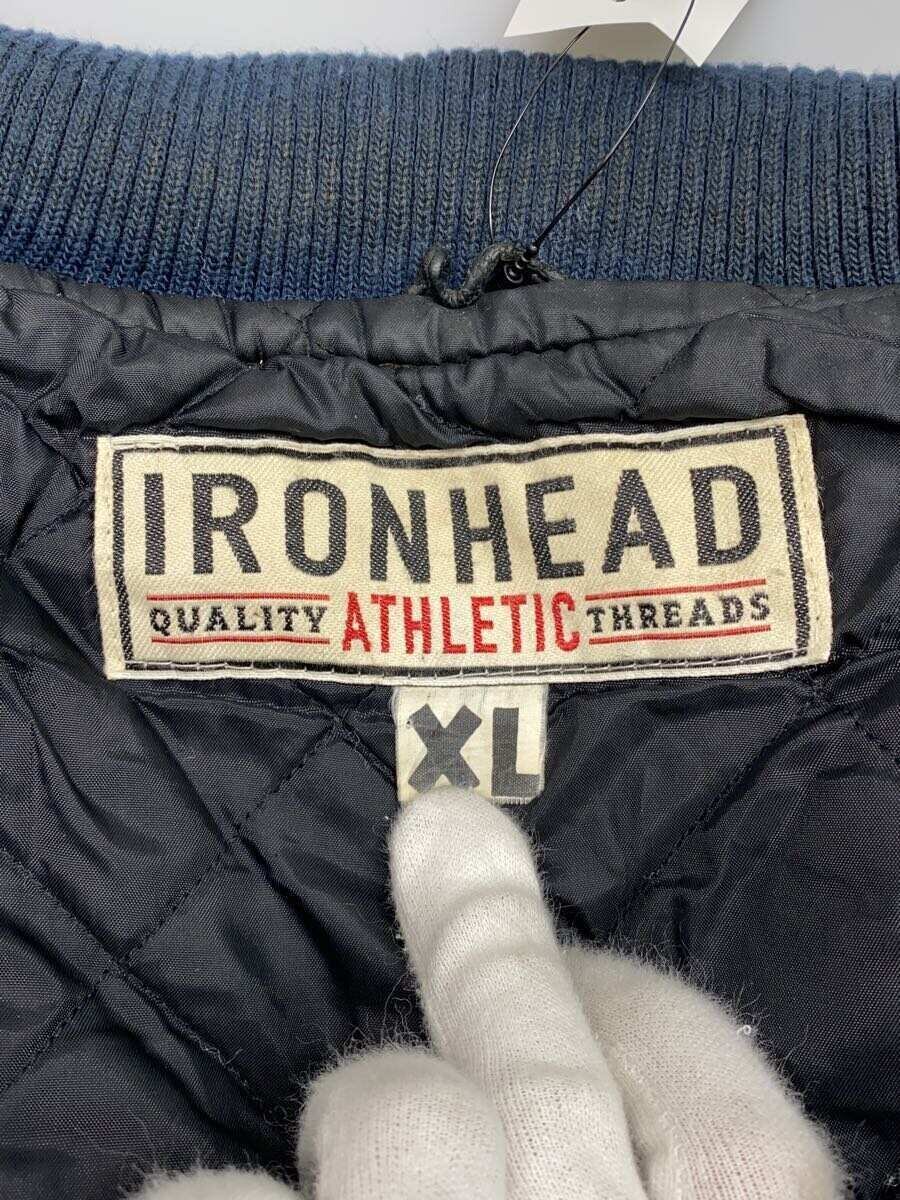 IRONHEAD
QUALITY ATHLETIC THREADS
XL